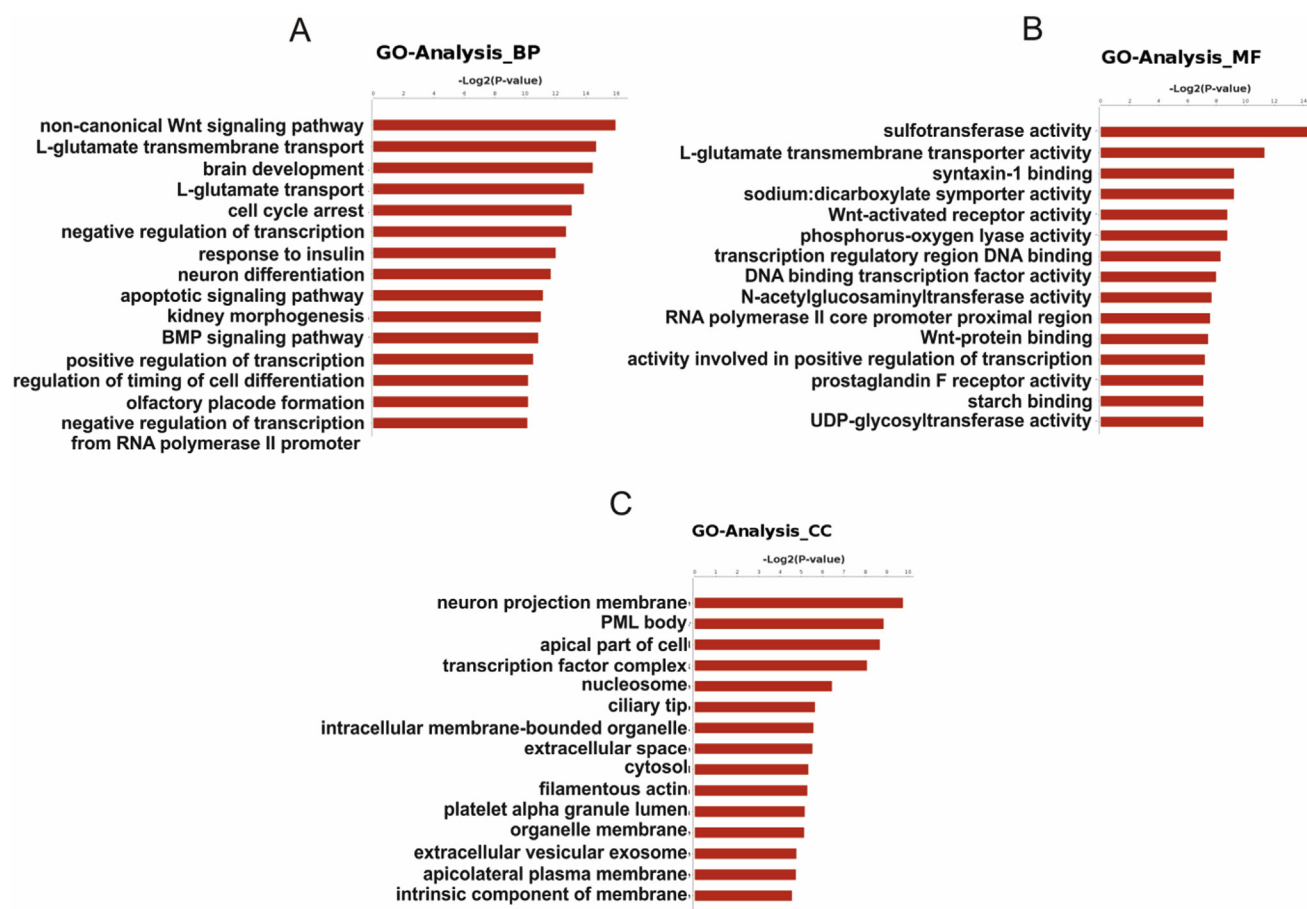 A
GO-Analysis_BP
-Log2(P-value)
0 2 4 6 8 10 12 14 16
non-canonical Wnt signaling pathway
L-glutamate transmembrane transport
brain development
L-glutamate transport
cell cycle arrest
negative regulation of transcription
response to insulin
neuron differentiation
apoptotic signaling pathway
kidney morphogenesis
BMP signaling pathway
positive regulation of transcription
regulation of timing of cell differentiation
olfactory placode formation
negative regulation of transcription
from RNA polymerase II promoter
B
GO-Analysis_MF
-Log2(P-value)
0 2 4 6 8 10 12 14
sulfotransferase activity
L-glutamate transmembrane transporter activity
syntaxin-1 binding
sodium:dicarboxylate symporter activity
Wnt-activated receptor activity
phosphorus-oxygen lyase activity
transcription regulatory region DNA binding
DNA binding transcription factor activity
N-acetylglucosaminyltransferase activity
RNA polymerase II core promoter proximal region
Wnt-protein binding
activity involved in positive regulation of transcription
prostaglandin F receptor activity
starch binding
UDP-glycosyltransferase activity
C
GO-Analysis_CC
-Log2(P-value)
0 1 2 3 4 5 6 7 8 9 10
neuron projection membrane
PML body
apical part of cell
transcription factor complex
nucleosome
ciliary tip
intracellular membrane-bounded organelle
extracellular space
cytosol
filamentous actin
platelet alpha granule lumen
organelle membrane
extracellular vesicular exosome
apicolateral plasma membrane
intrinsic component of membrane